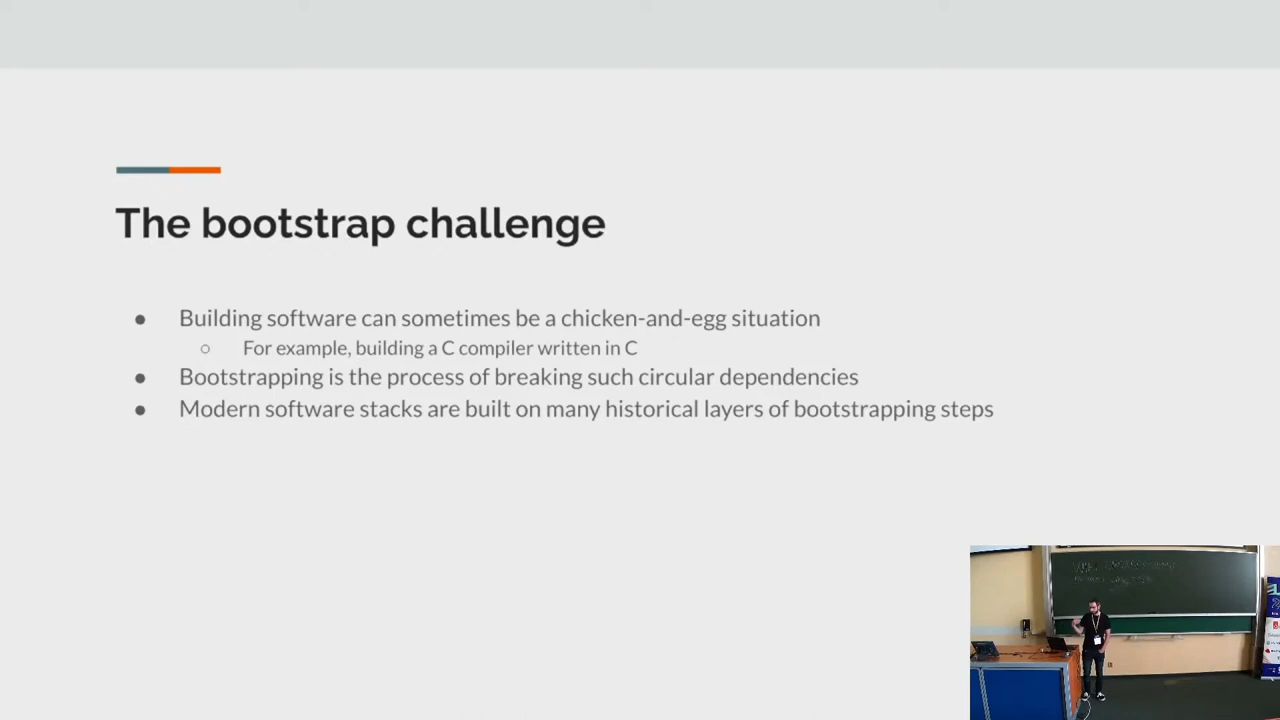 The bootstrap challenge
● Building software can sometimes be a chicken-and-egg situation
○ For example, building a C compiler written in C
● Bootstrapping is the process of breaking such circular dependencies
● Modern software stacks are built on many historical layers of bootstrapping steps